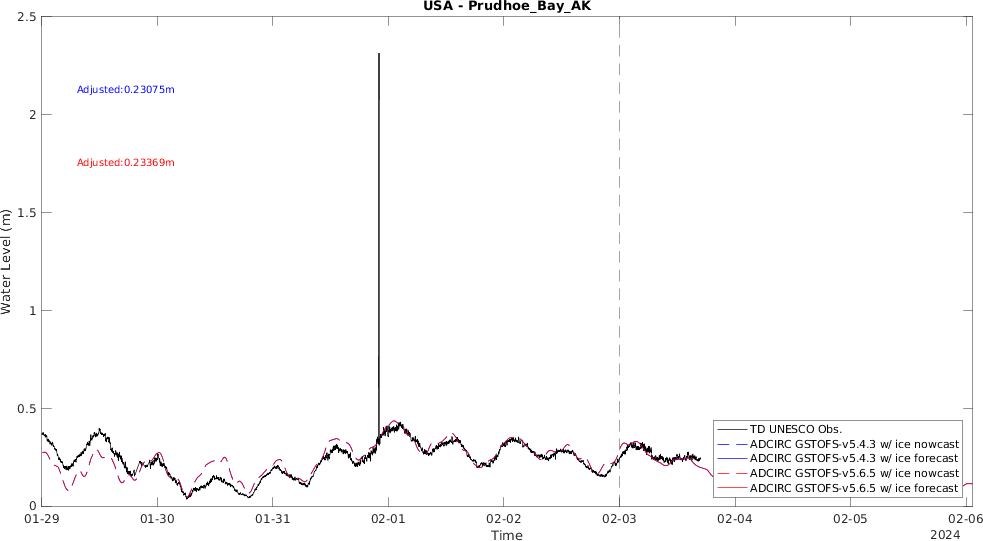 USA - Prudhoe_Bay_AK
2.5
Adjusted:0.23075m
2
Adjusted:0.23369m
1.5
Water Level (m)
1
0.5
TD UNESCO Obs.
ADCIRC GSTOFS-v5.4.3 w/ ice nowcast
ADCIRC GSTOFS-v5.4.3 w/ ice forecast
ADCIRC GSTOFS-v5.6.5 w/ ice nowcast
ADCIRC GSTOFS-v5.6.5 w/ ice forecast
0
01-29 01-30 01-31 02-01 02-02 02-03 02-04 02-05 02-06
Time
2024